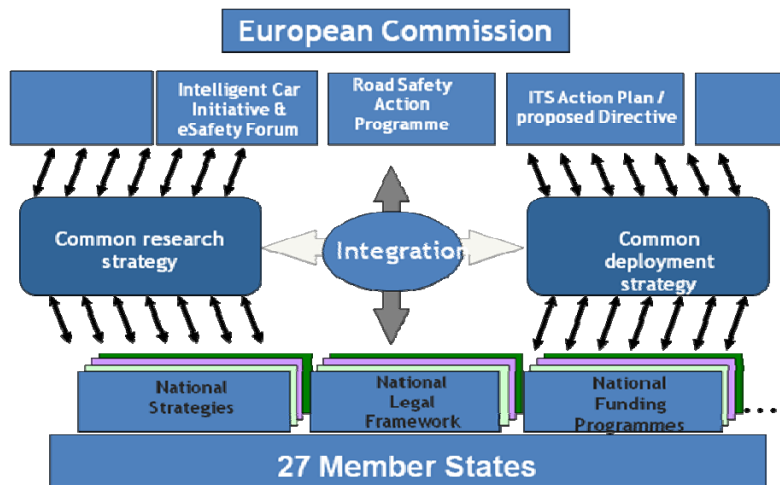 European Commission
Intelligent Car
Initiative &
eSafety Forum
Road Safety
Action
Programme
ITS Action Plan /
proposed Directive
Common research
strategy
Integration
Common
deployment
strategy
National
Strategies
National
Legal
Framework
National
Funding
Programmes
...
27 Member States